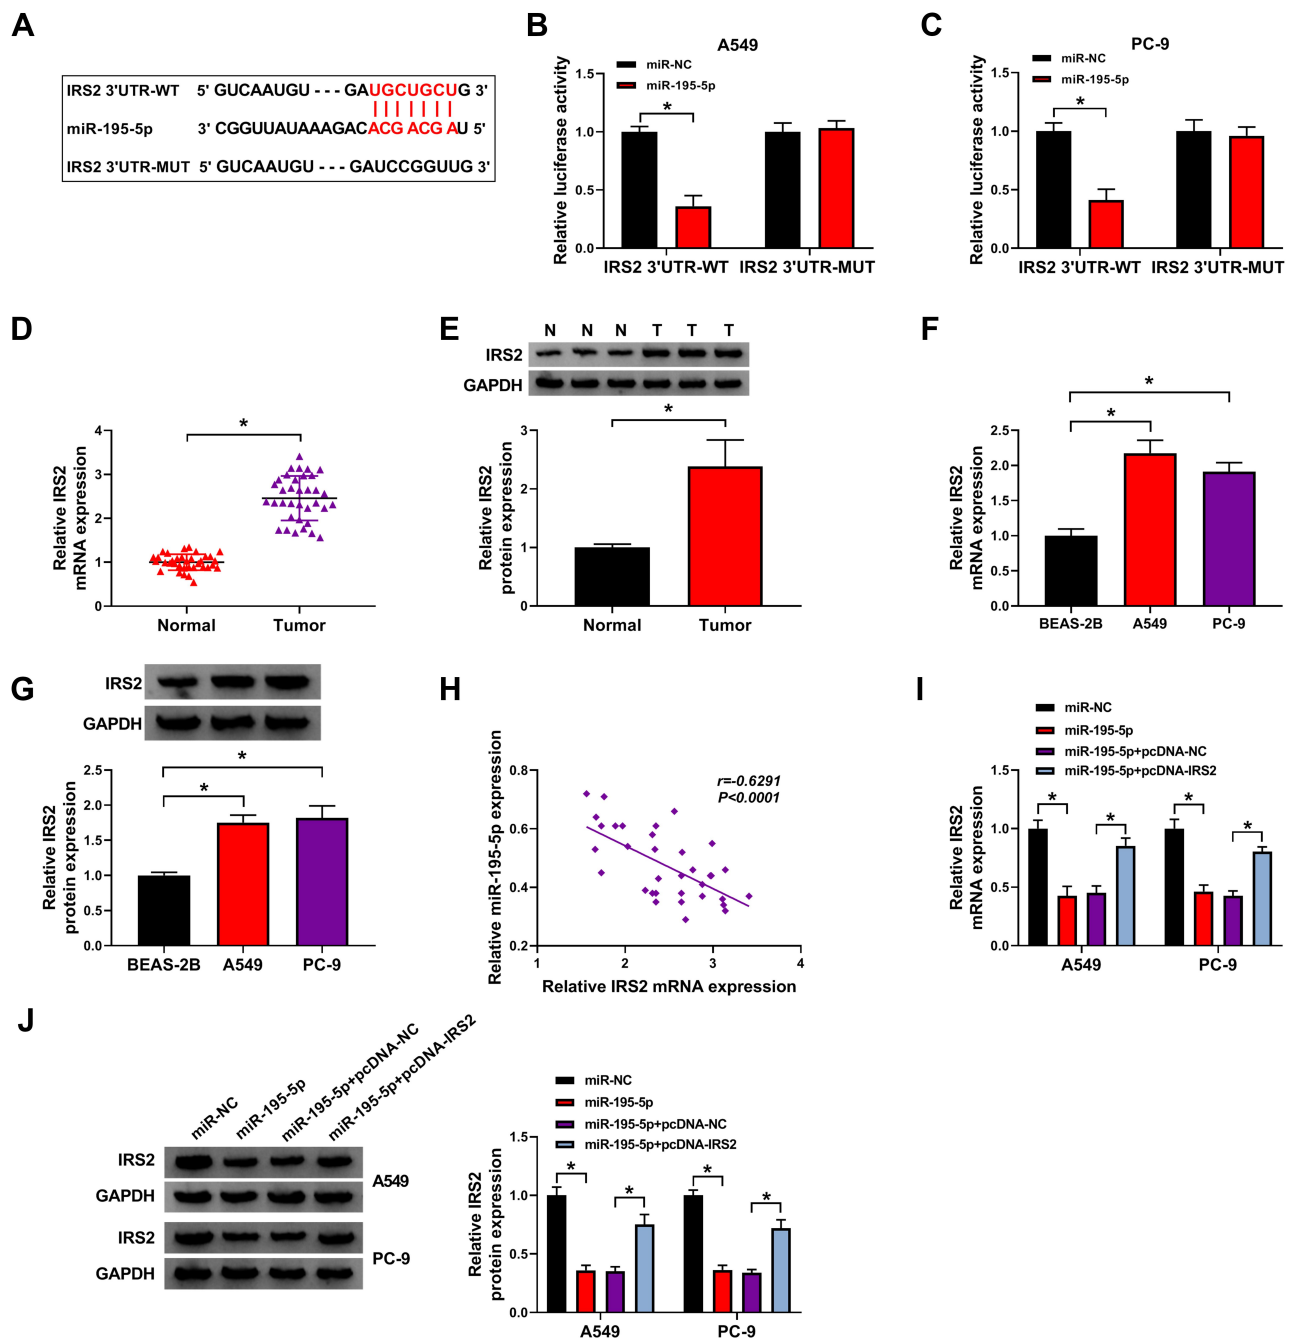 A
IRS2 3'UTR-WT 5' GUCAAUGU - - - GAUGCUGCUG 3'
miR-195-5p 3' CGGUUAUAAAGACACGACGAU 5'
IRS2 3'UTR-MUT 5' GUCAAUGU - - - GAUCCGGUUG 3'
B
A549
miR-NC
miR-195-5p
Relative luciferase activity
1.5
1.0
0.5
0.0
*
IRS2 3'UTR-WT IRS2 3'UTR-MUT
C
PC-9
miR-NC
miR-195-5p
Relative luciferase activity
1.5
1.0
0.5
0.0
*
IRS2 3'UTR-WT IRS2 3'UTR-MUT
D
Relative IRS2
mRNA expression
4
3
2
1
0
*
Normal Tumor
E
N N N T T T
IRS2
GAPDH
Relative IRS2
protein expression
3
2
1
0
*
Normal Tumor
F
Relative IRS2
mRNA expression
2.5
2.0
1.5
1.0
0.5
0.0
*
*
BEAS-2B A549 PC-9
G
IRS2
GAPDH
Relative IRS2
protein expression
2.5
2.0
1.5
1.0
0.5
0.0
*
*
BEAS-2B A549 PC-9
H
Relative miR-195-5p expression
0.8
0.6
0.4
0.2
r=-0.6291
P<0.0001
1 2 3 4
Relative IRS2 mRNA expression
I
miR-NC
miR-195-5p
miR-195-5p+pcDNA-NC
miR-195-5p+pcDNA-IRS2
Relative IRS2
mRNA expression
1.5
1.0
0.5
0.0
* * * *
A549 PC-9
J
miR-NC
miR-195-5p
miR-195-5p+pcDNA-NC
miR-195-5p+pcDNA-IRS2
IRS2
GAPDH
A549
IRS2
GAPDH
PC-9
miR-NC
miR-195-5p
miR-195-5p+pcDNA-NC
miR-195-5p+pcDNA-IRS2
Relative IRS2
protein expression
1.5
1.0
0.5
0.0
* * * *
A549 PC-9